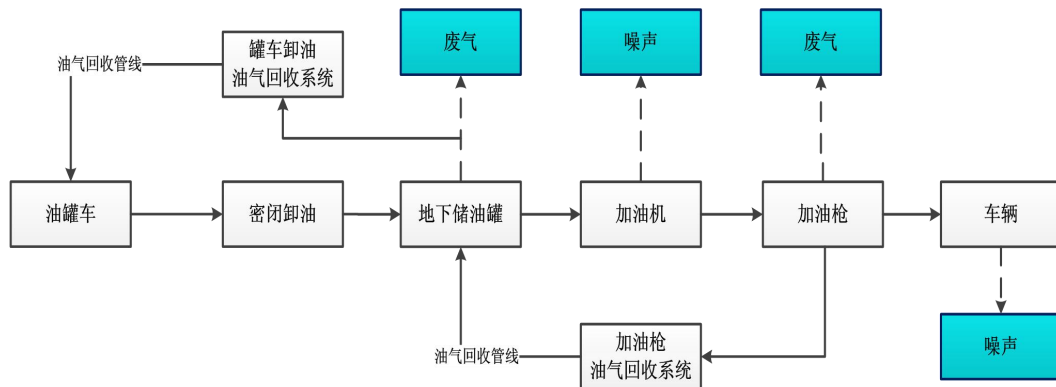 废气
噪声
废气
罐车卸油
油气回收系统
油气回收管线
油罐车
密闭卸油
地下储油罐
加油机
加油枪
车辆
油气回收管线
加油枪
油气回收系统
噪声